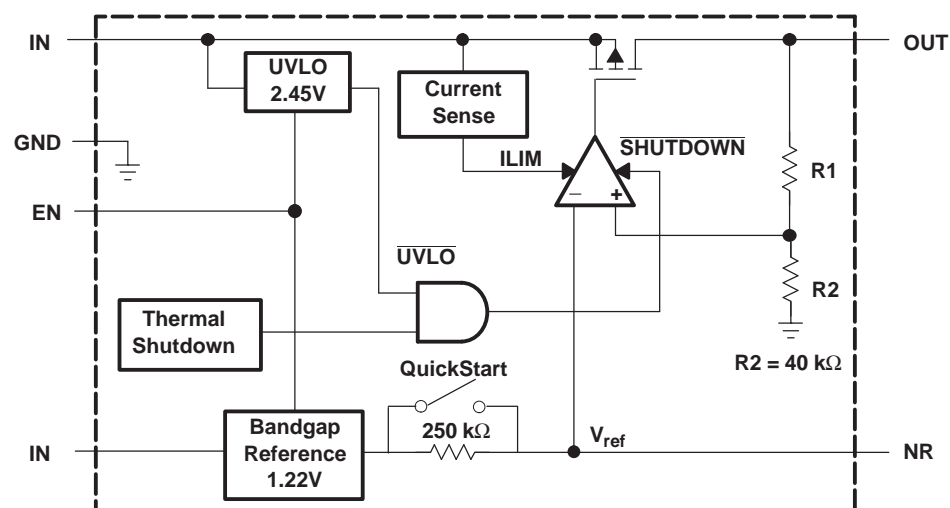 IN
OUT
UVLO
2.45V
Current
Sense
GND
SHUTDOWN
ILIM
R1
EN
− +
UVLO
R2
Thermal
Shutdown
R2 = 40 kΩ
QuickStart
250 kΩ
Vref
IN
Bandgap
Reference
1.22V
NR